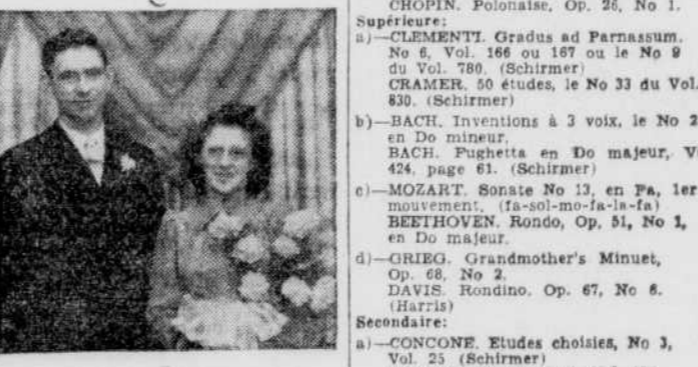 CHOPIN. Polonaise, Op. 26, No 1.
Supérieure:
a)—CLEMENTI. Gradus ad Parnassum,
No 6, Vol. 166 ou 167 ou le No 9
du Vol. 780. (Schirmer)
CRAMER. 50 études, le No 33 du Vol.
830. (Schirmer)
b)—BACH. Inventions à 3 voix, le No 2
en Do mineur.
BACH. Fughetta en Do majeur,
424, page 61. (Schirmer)
c)—MOZART. Sonate No 13, en Fa, 1er
mouvement, (fa-sol-mo-fa-la-fa)
BEETHOVEN. Rondo, Op. 51, No 1,
en Do majeur.
d)—GRIEG. Grandmother's Minuet,
Op. 68, No 2.
DAVIS. Rondino. Op. 67, No 6.
(Harris)
Secondaire:
a)—CONCONE. Etudes choisies, No 3,
Vol. 25 (Schirmer)